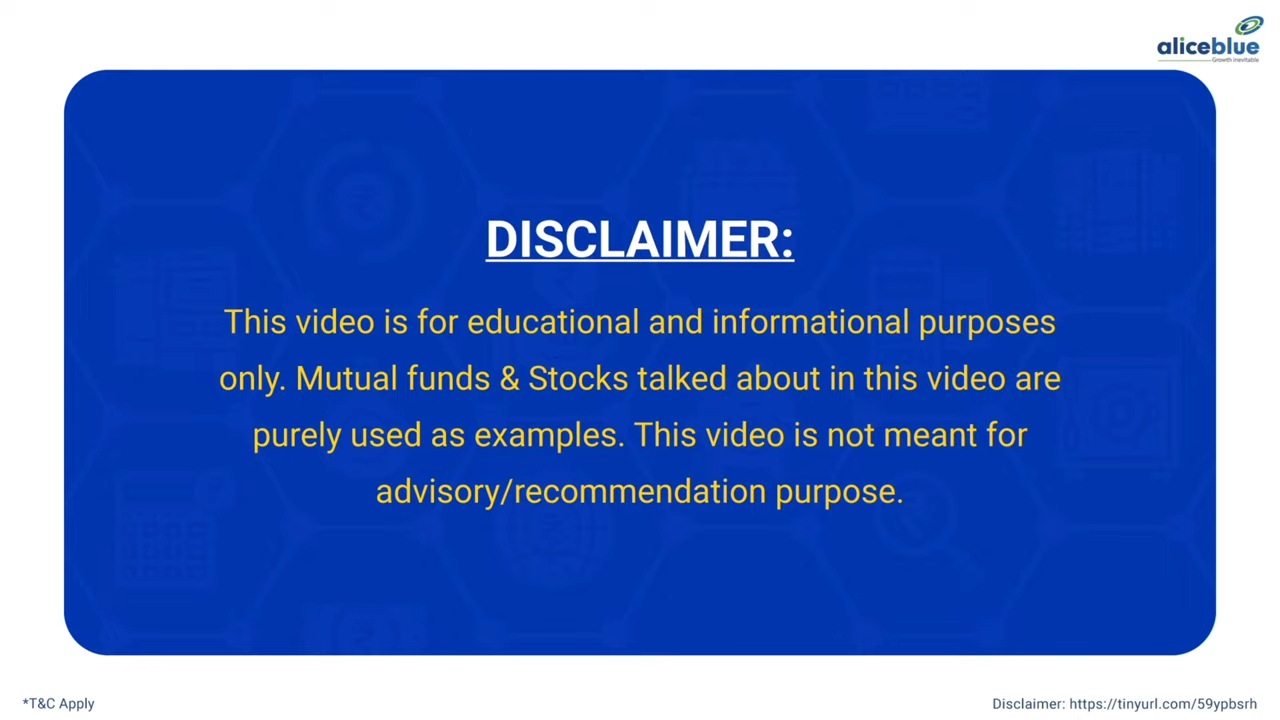 aliceblue
Growth Inevitable
DISCLAIMER:
This video is for educational and informational purposes
only. Mutual funds & Stocks talked about in this video are
purely used as examples. This video is not meant for
advisory/recommendation purpose.
*T&C Apply
Disclaimer: https://tinyurl.com/59ypbsrh